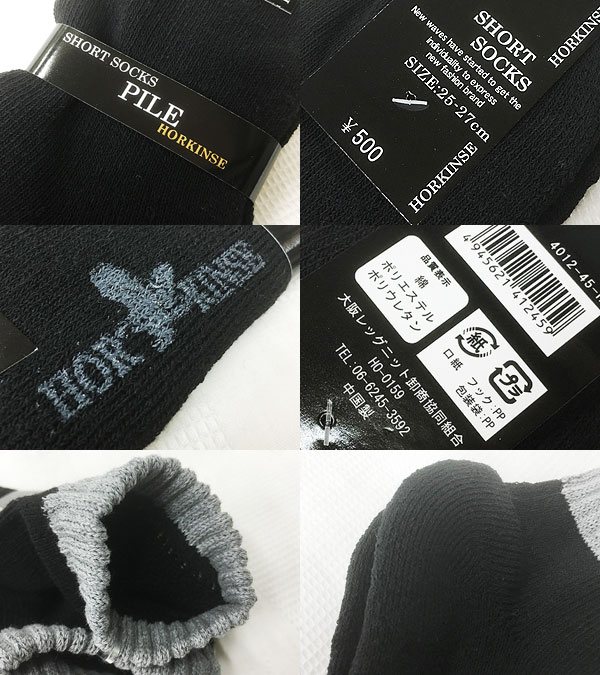 SHORT SOCKS
PILE
HORKINSE
SHORT
SOCKS
New waves have started to get the
individuality to express
new fashion brand
SIZE:25-27cm
¥500
HORKINSE
HORKINSE
HOR KINSE
品質表示
綿
ポリエステル
ポリウレタン
4945621412459
4012-45-1
紙
口紙
プラ
フック:PP
包装袋:PP
大阪レッグニット卸商協同組合
HO-0159
TEL:06-6245-3592
中国製